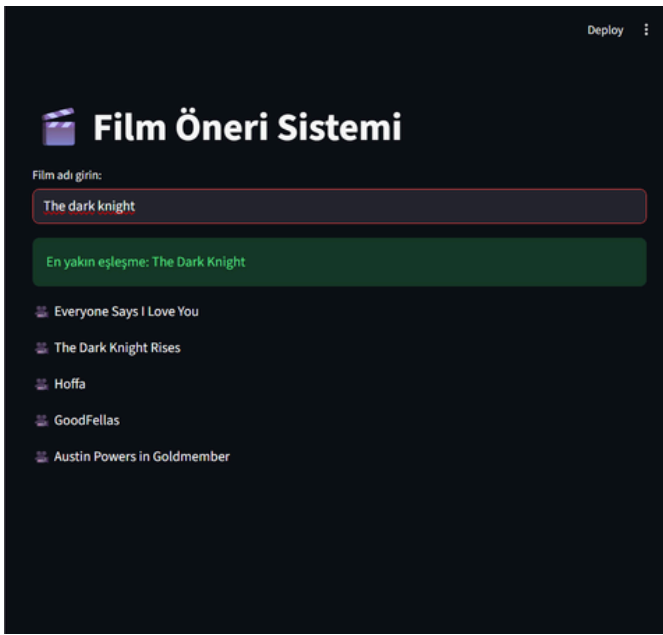 Deploy
Film Öneri Sistemi
Film adı girin:
The dark knight
En yakın eşleşme: The Dark Knight
Everyone Says I Love You
The Dark Knight Rises
Hoffa
GoodFellas
Austin Powers in Goldmember